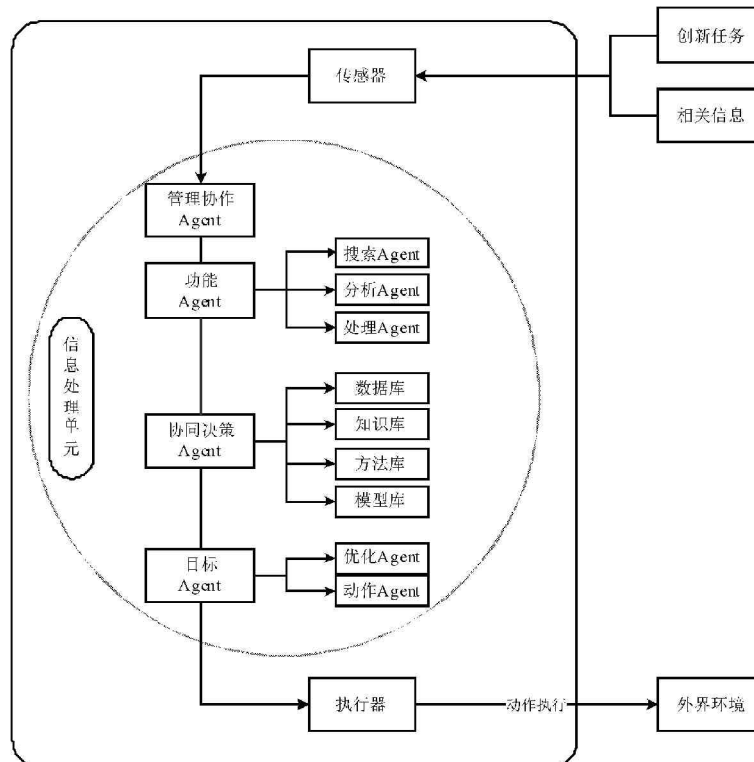 创新任务
传感器
相关信息
管理协作
Agent
搜索Agent
功能
Agent
分析Agent
处理Agent
信息处理单元
数据库
知识库
协同决策
Agent
方法库
模型库
优化Agent
目标
Agent
动作Agent
执行器
动作执行
外界环境